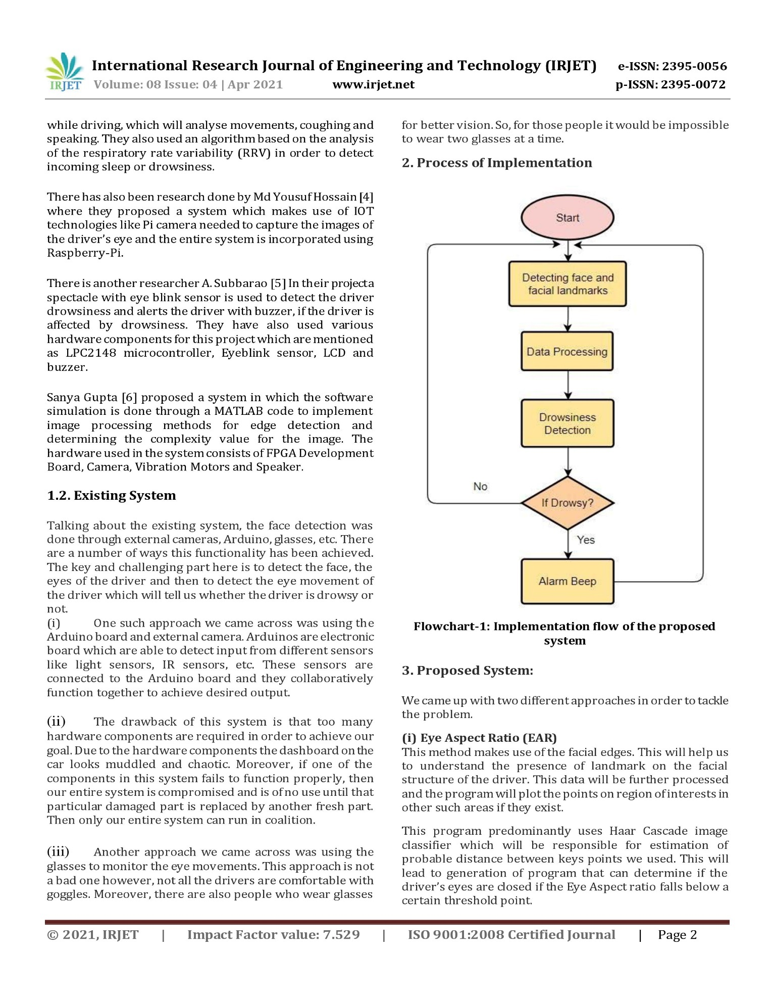 International Research Journal of Engineering and Technology (IRJET) e-ISSN: 2395-0056
IRJET Volume: 08 Issue: 04 | Apr 2021 www.irjet.net p-ISSN: 2395-0072
while driving, which will analyse movements, coughing and
speaking. They also used an algorithm based on the analysis
of the respiratory rate variability (RRV) in order to detect
incoming sleep or drowsiness.
There has also been research done by Md Yousuf Hossain [4]
where they proposed a system which makes use of IOT
technologies like Pi camera needed to capture the images of
the driver’s eye and the entire system is incorporated using
Raspberry-Pi.
There is another researcher A. Subbarao [5] In their projecta
spectacle with eye blink sensor is used to detect the driver
drowsiness and alerts the driver with buzzer, if the driver is
affected by drowsiness. They have also used various
hardware components for this project which are mentioned
as LPC2148 microcontroller, Eyeblink sensor, LCD and
buzzer.
Sanya Gupta [6] proposed a system in which the software
simulation is done through a MATLAB code to implement
image processing methods for edge detection and
determining the complexity value for the image. The
hardware used in the system consists of FPGA Development
Board, Camera, Vibration Motors and Speaker.
1.2. Existing System
Talking about the existing system, the face detection was
done through external cameras, Arduino, glasses, etc. There
are a number of ways this functionality has been achieved.
The key and challenging part here is to detect the face, the
eyes of the driver and then to detect the eye movement of
the driver which will tell us whether the driver is drowsy or
not.
(i) One such approach we came across was using the
Arduino board and external camera. Arduinos are electronic
board which are able to detect input from different sensors
like light sensors, IR sensors, etc. These sensors are
connected to the Arduino board and they collaboratively
function together to achieve desired output.
(ii) The drawback of this system is that too many
hardware components are required in order to achieve our
goal. Due to the hardware components the dashboard on the
car looks muddled and chaotic. Moreover, if one of the
components in this system fails to function properly, then
our entire system is compromised and is of no use until that
particular damaged part is replaced by another fresh part.
Then only our entire system can run in coalition.
(iii) Another approach we came across was using the
glasses to monitor the eye movements. This approach is not
a bad one however, not all the drivers are comfortable with
goggles. Moreover, there are also people who wear glasses
for better vision. So, for those people it would be impossible
to wear two glasses at a time.
2. Process of Implementation
Start
Detecting face and
facial landmarks
Data Processing
Drowsiness
Detection
No
If Drowsy?
Yes
Alarm Beep
Flowchart-1: Implementation flow of the proposed
system
3. Proposed System:
We came up with two different approaches in order to tackle
the problem.
(i) Eye Aspect Ratio (EAR)
This method makes use of the facial edges. This will help us
to understand the presence of landmark on the facial
structure of the driver. This data will be further processed
and the program will plot the points on region of interests in
other such areas if they exist.
This program predominantly uses Haar Cascade image
classifier which will be responsible for estimation of
probable distance between keys points we used. This will
lead to generation of program that can determine if the
driver’s eyes are closed if the Eye Aspect ratio falls below a
certain threshold point.
© 2021, IRJET | Impact Factor value: 7.529 | ISO 9001:2008 Certified Journal | Page 2